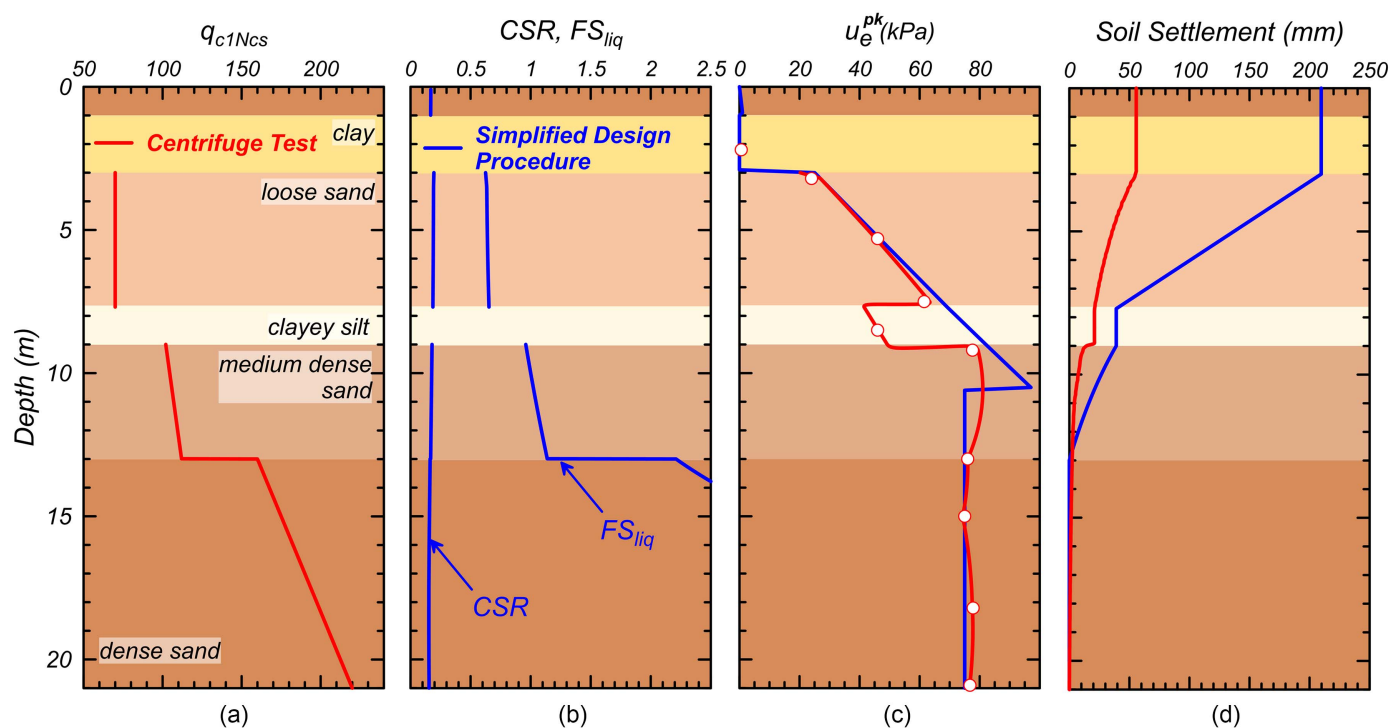 q_c1Ncs
50 100 150 200
CSR, FS_liq
0 0.5 1 1.5 2 2.5
u_e^pk(kPa)
0 20 40 60 80
Soil Settlement (mm)
0 50 100 150 200 250
Depth (m)
0
5
10
15
20
clay
Centrifuge Test
loose sand
clayey silt
medium dense
sand
dense sand
Simplified Design
Procedure
FS_liq
CSR
(a)
(b)
(c)
(d)